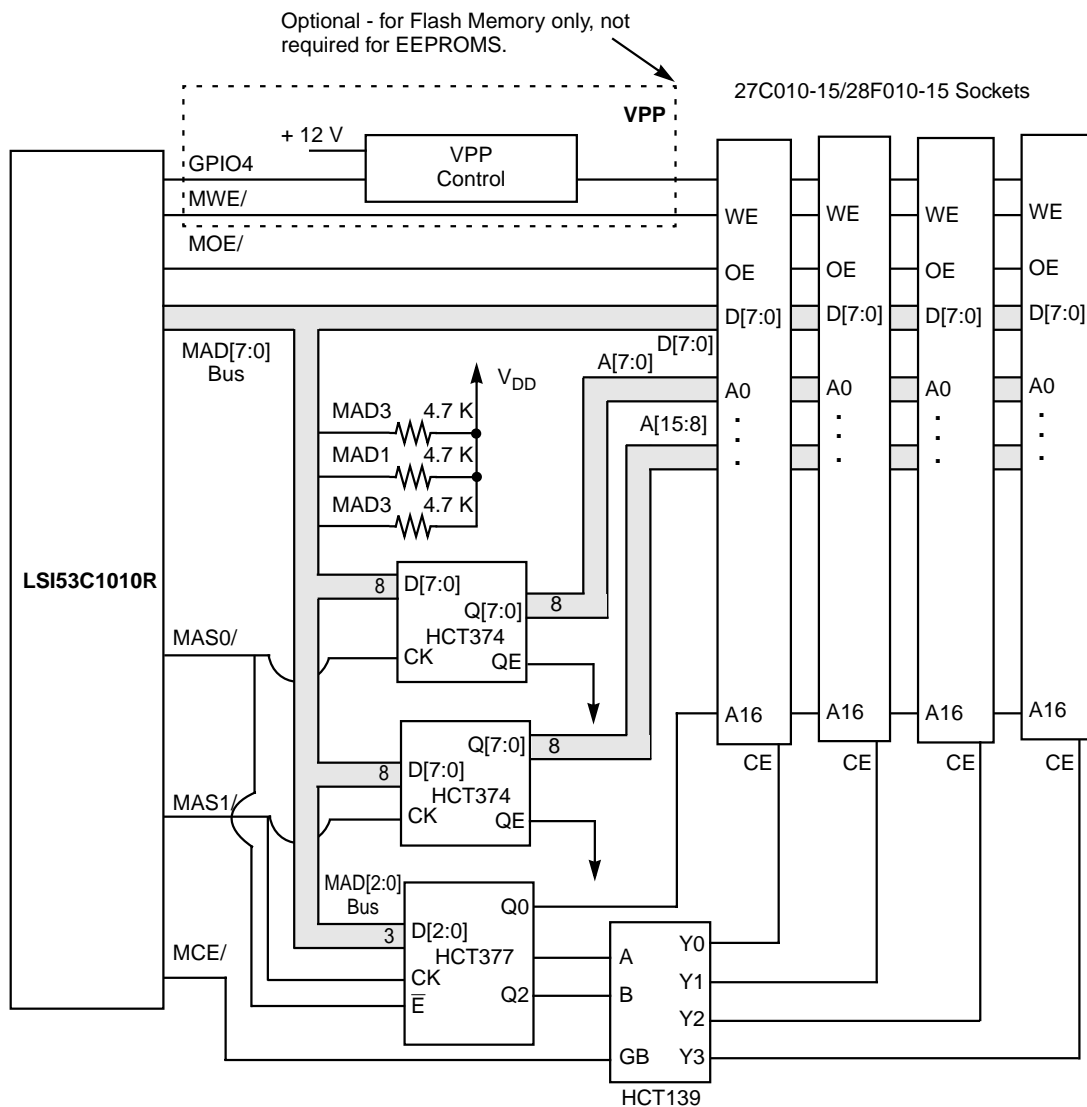 Optional - for Flash Memory only, not
required for EEPROMS.
27C010-15/28F010-15 Sockets
VPP
+ 12 V
VPP
Control
GPIO4
MWE/
MOE/
WE
WE
WE
WE
OE
OE
OE
OE
D[7:0]
D[7:0]
D[7:0]
D[7:0]
MAD[7:0]
Bus
D[7:0]
A[7:0]
VDD
A0
A0
A0
A0
MAD3
4.7 K
A[15:8]
MAD1
4.7 K
MAD3
4.7 K
LSI53C1010R
8
D[7:0]
Q[7:0]
8
HCT374
CK
QE
MAS0/
A16
A16
A16
A16
Q[7:0]
8
8
D[7:0]
HCT374
CK
QE
CE
CE
CE
CE
MAS1/
MAD[2:0]
Bus
Q0
3
D[2:0]
HCT377
CK
Q2
E
MCE/
A
B
GB
Y0
Y1
Y2
Y3
HCT139